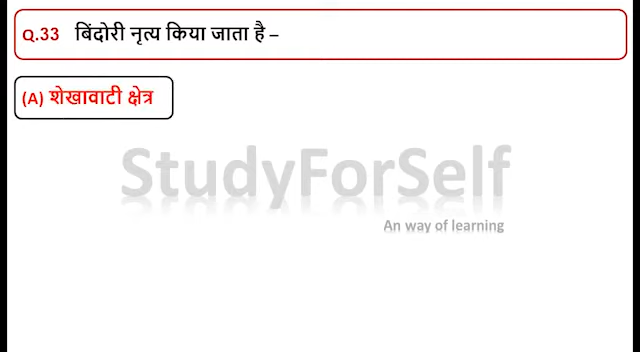 Q.33 बिंदोरी नृत्य किया जाता है –
(A) शेखावाटी क्षेत्र
StudyForSelf
An way of learning